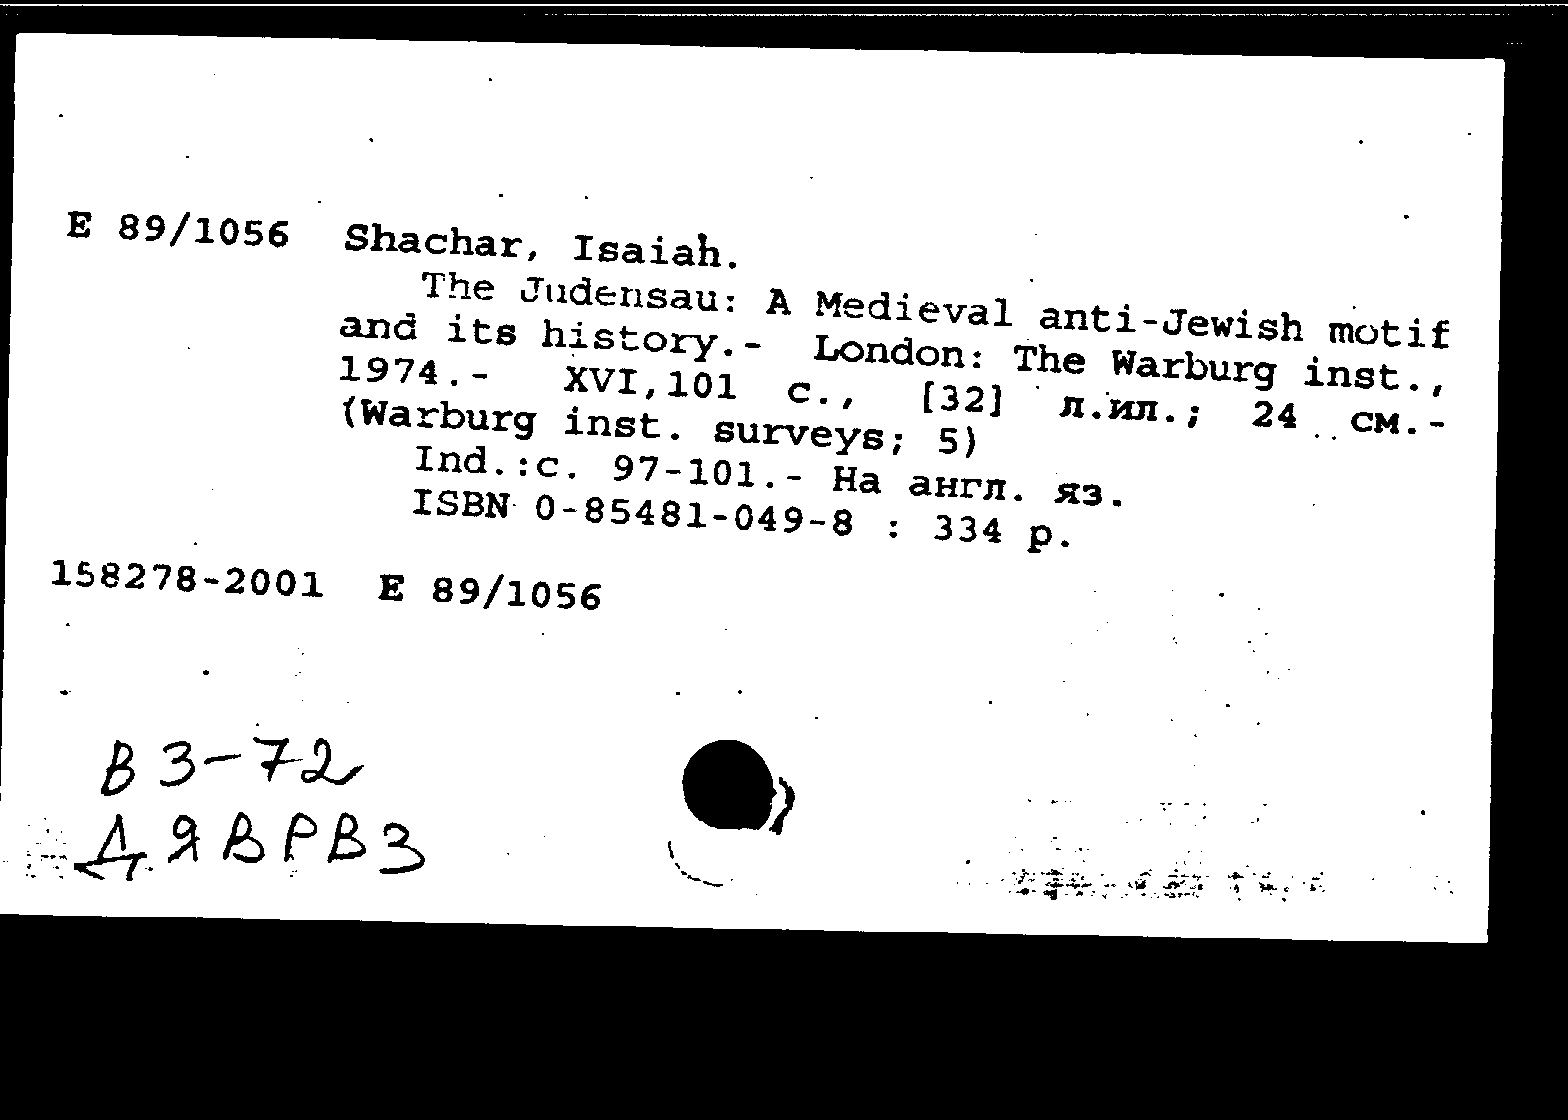 E 89/1056 Shachar, Isaiah.
The Judensau: A Medieval anti-Jewish motif
and its history.- London: The Warburg inst.,
1974.- XVI,101 с., [32] л.ил.; 24 см.-
(Warburg inst. surveys; 5)
Ind.:с. 97-101.- На англ. яз.
ISBN 0-85481-049-8 : 334 р.
158278-2001 E 89/1056
В 3-72
Д Я В Р В З